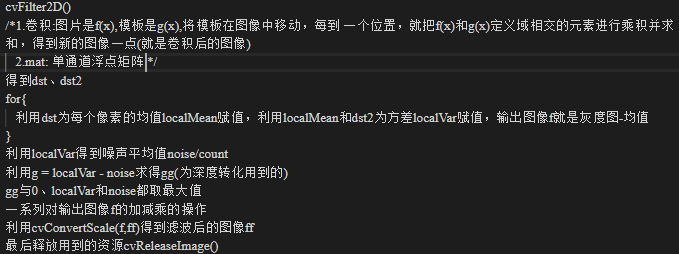 cvFilter2D()
/*1.卷积:图片是f(x),模板是g(x),将模板在图像中移动，每到一个位置，就把f(x)和g(x)定义域相交的元素进行乘积并求
和，得到新的图像一点(就是卷积后的图像)
2.mat: 单通道浮点矩阵*/
得到dst、dst2
for{
利用dst为每个像素的均值localMean赋值，利用localMean和dst2为方差localVar赋值，输出图像f就是灰度图-均值
}
利用localVar得到噪声平均值noise/count
利用g = localVar - noise求得gg(为深度转化用到的)
gg与0、localVar和noise都取最大值
一系列对输出图像f的加减乘的操作
利用cvConvertScale(f,ff)得到滤波后的图像ff
最后释放用到的资源cvReleaseImage()